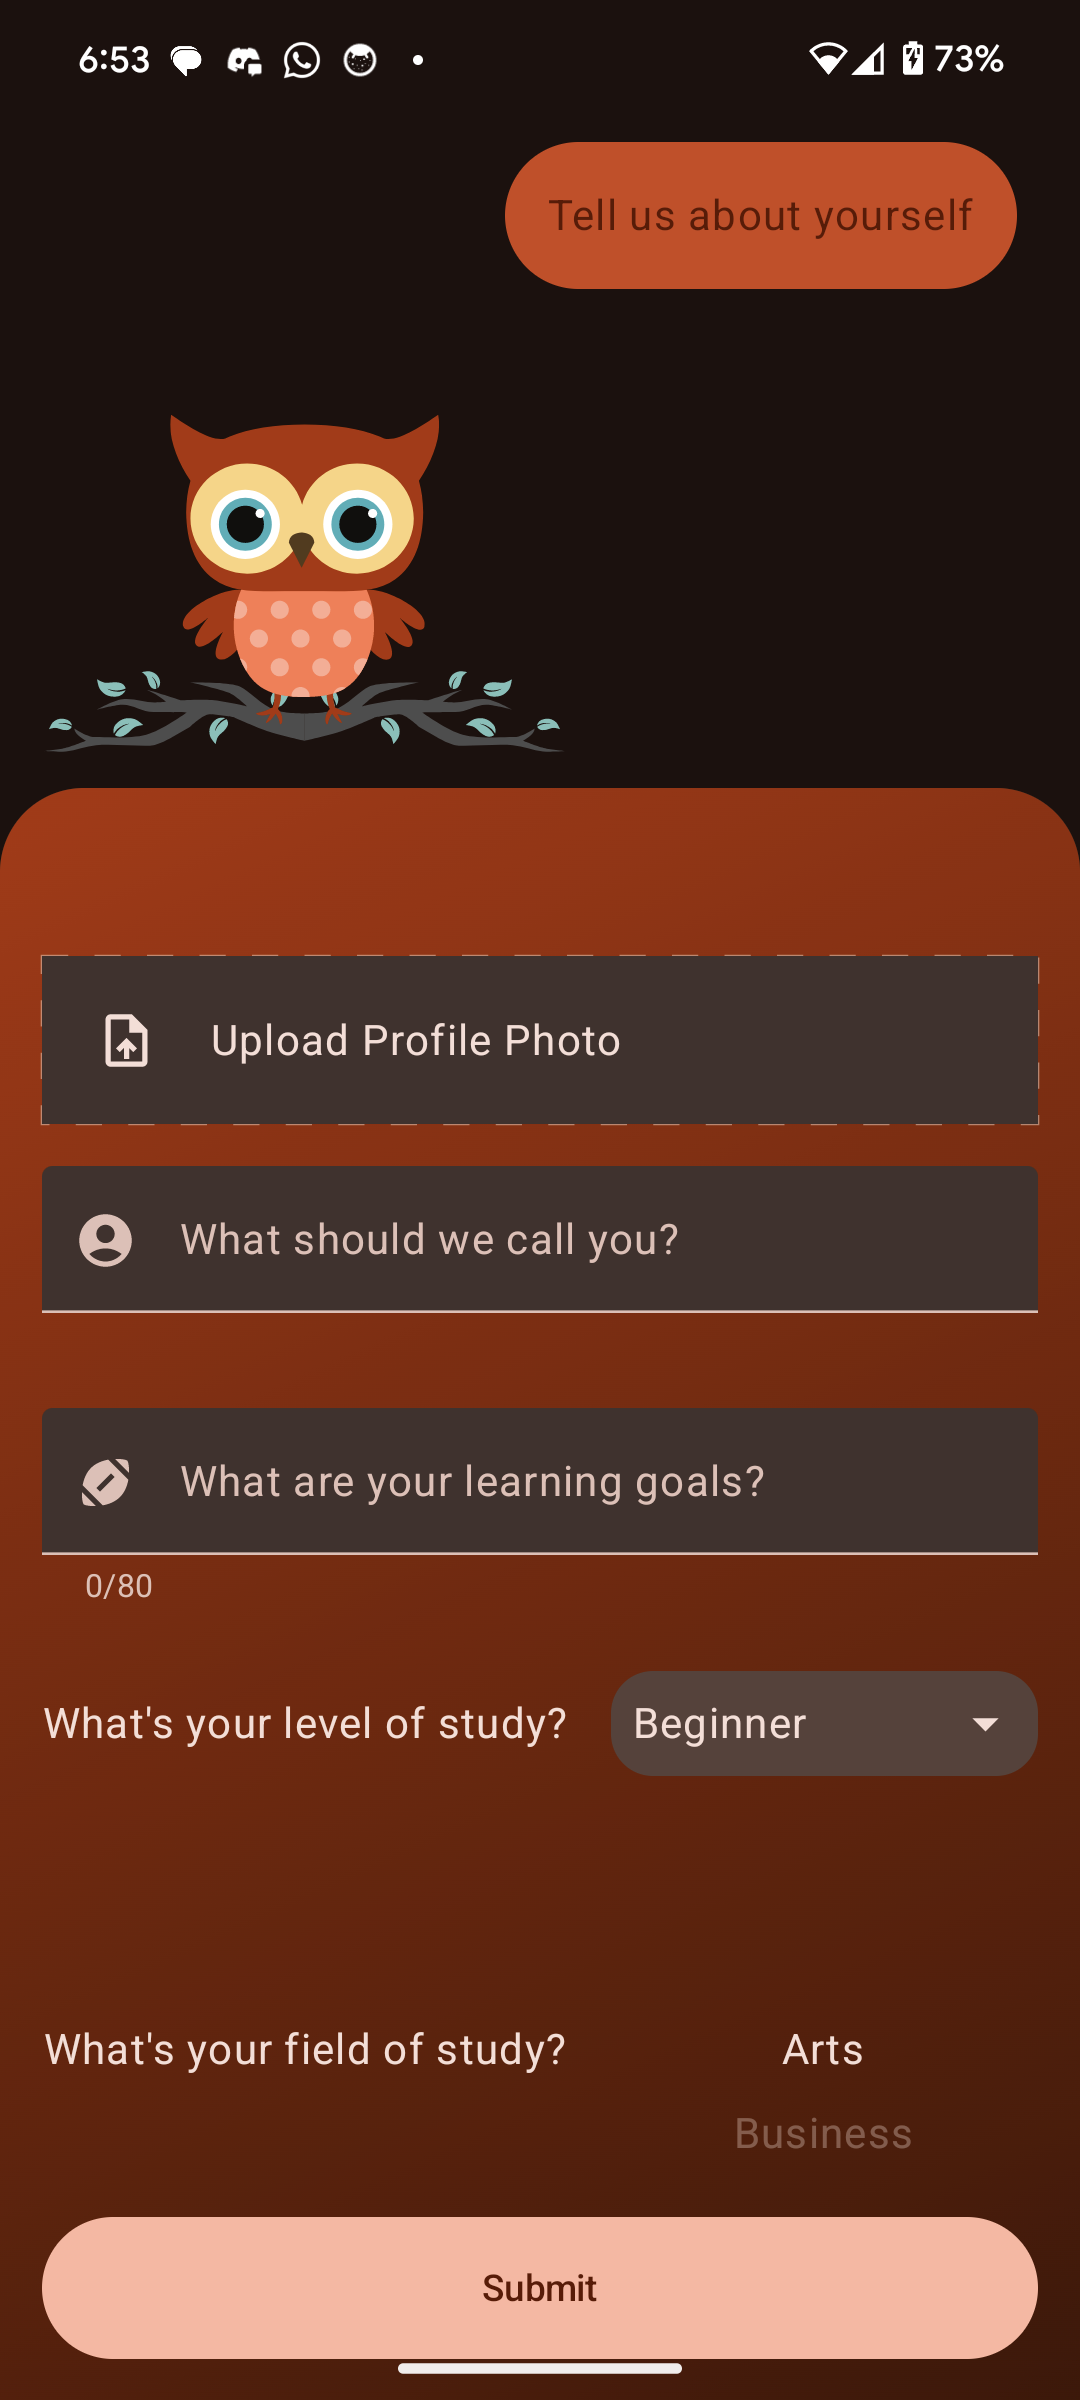 6:53
73%
Tell us about yourself
Upload Profile Photo
What should we call you?
What are your learning goals?
0/80
What's your level of study?
Beginner
What's your field of study?
Arts
Business
Submit